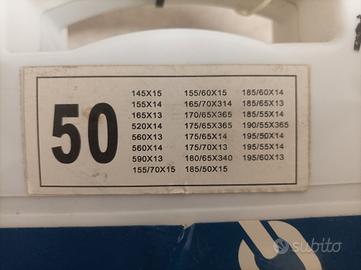 50
145X15 155/60X15 185/60X14
155X14 165/70X314 185/65X13
165X13 170/65X365 185/55X14
520X14 175/65X365 190/55X365
560X13 175/65X14 195/50X14
560X14 175/70X13 195/55X14
590X13 180/65X340 195/60X13
155/70X15 185/50X15
subito